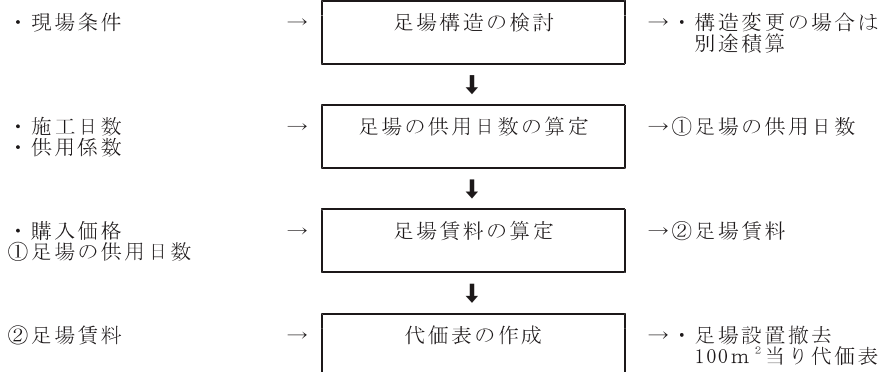 ・現場条件 → 足場構造の検討 →・構造変更の場合は
別途積算
⬇
・施工日数 → 足場の供用日数の算定 →①足場の供用日数
・供用係数
⬇
・購入価格 → 足場賃料の算定 →②足場賃料
①足場の供用日数
⬇
②足場賃料 → 代価表の作成 →・足場設置撤去
100m²当り代価表